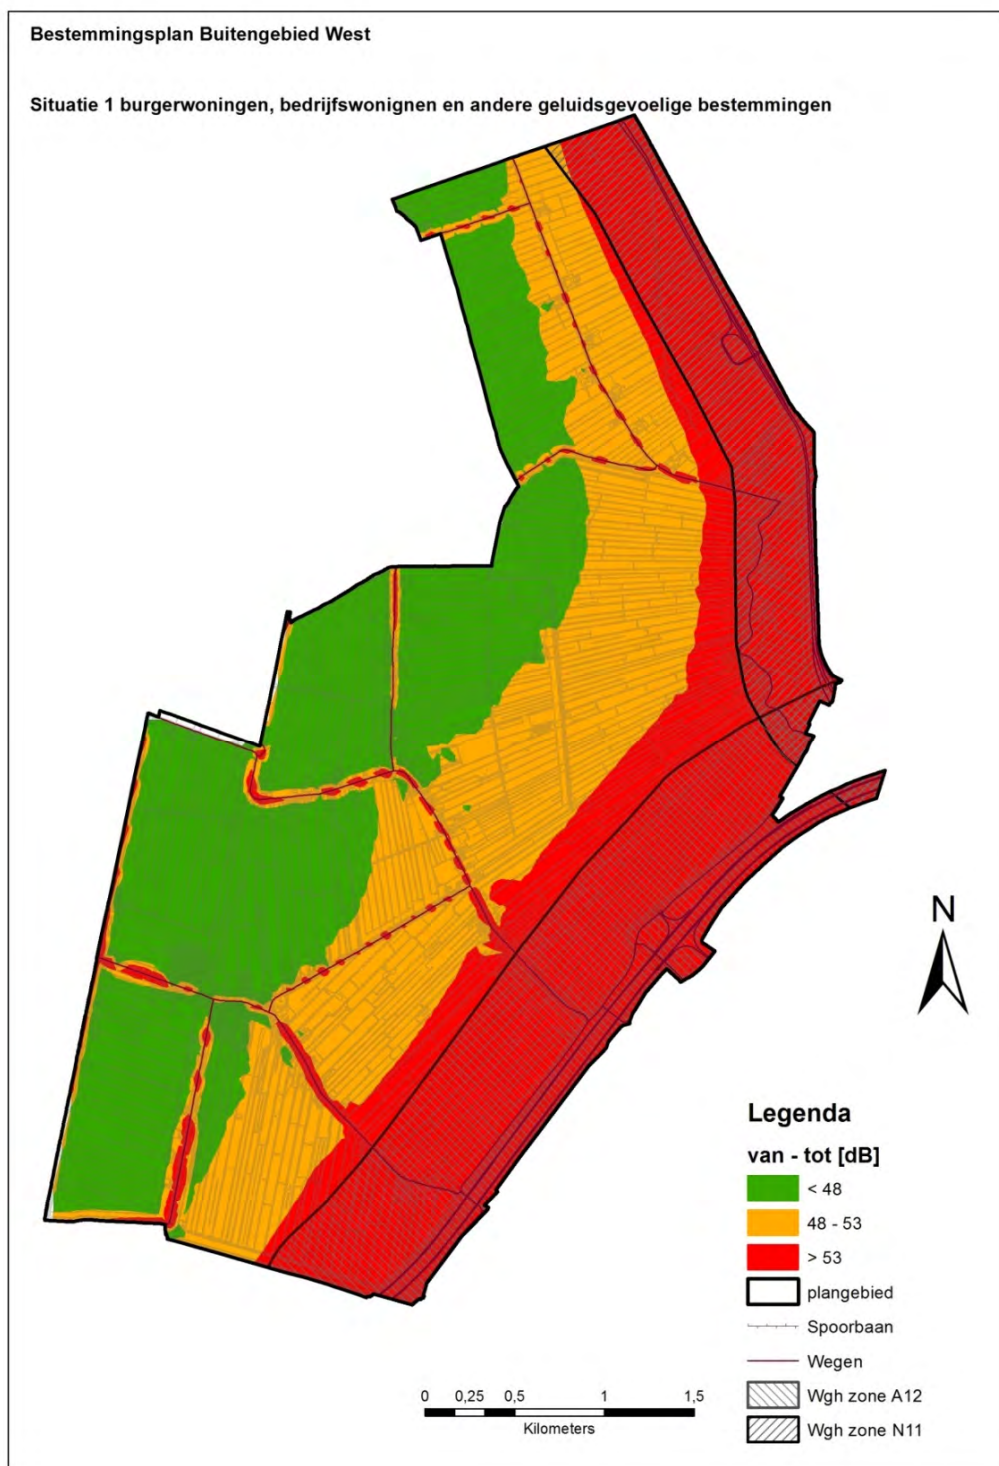 Bestemmingsplan Buitengebied West
Situatie 1 burgerwoningen, bedrijfswonignen en andere geluidsgevoelige bestemmingen
N
Legenda
van - tot [dB]
< 48
48 - 53
> 53
plangebied
Spoorbaan
Wegen
Wgh zone A12
Wgh zone N11
0 0,25 0,5 1 1,5
Kilometers